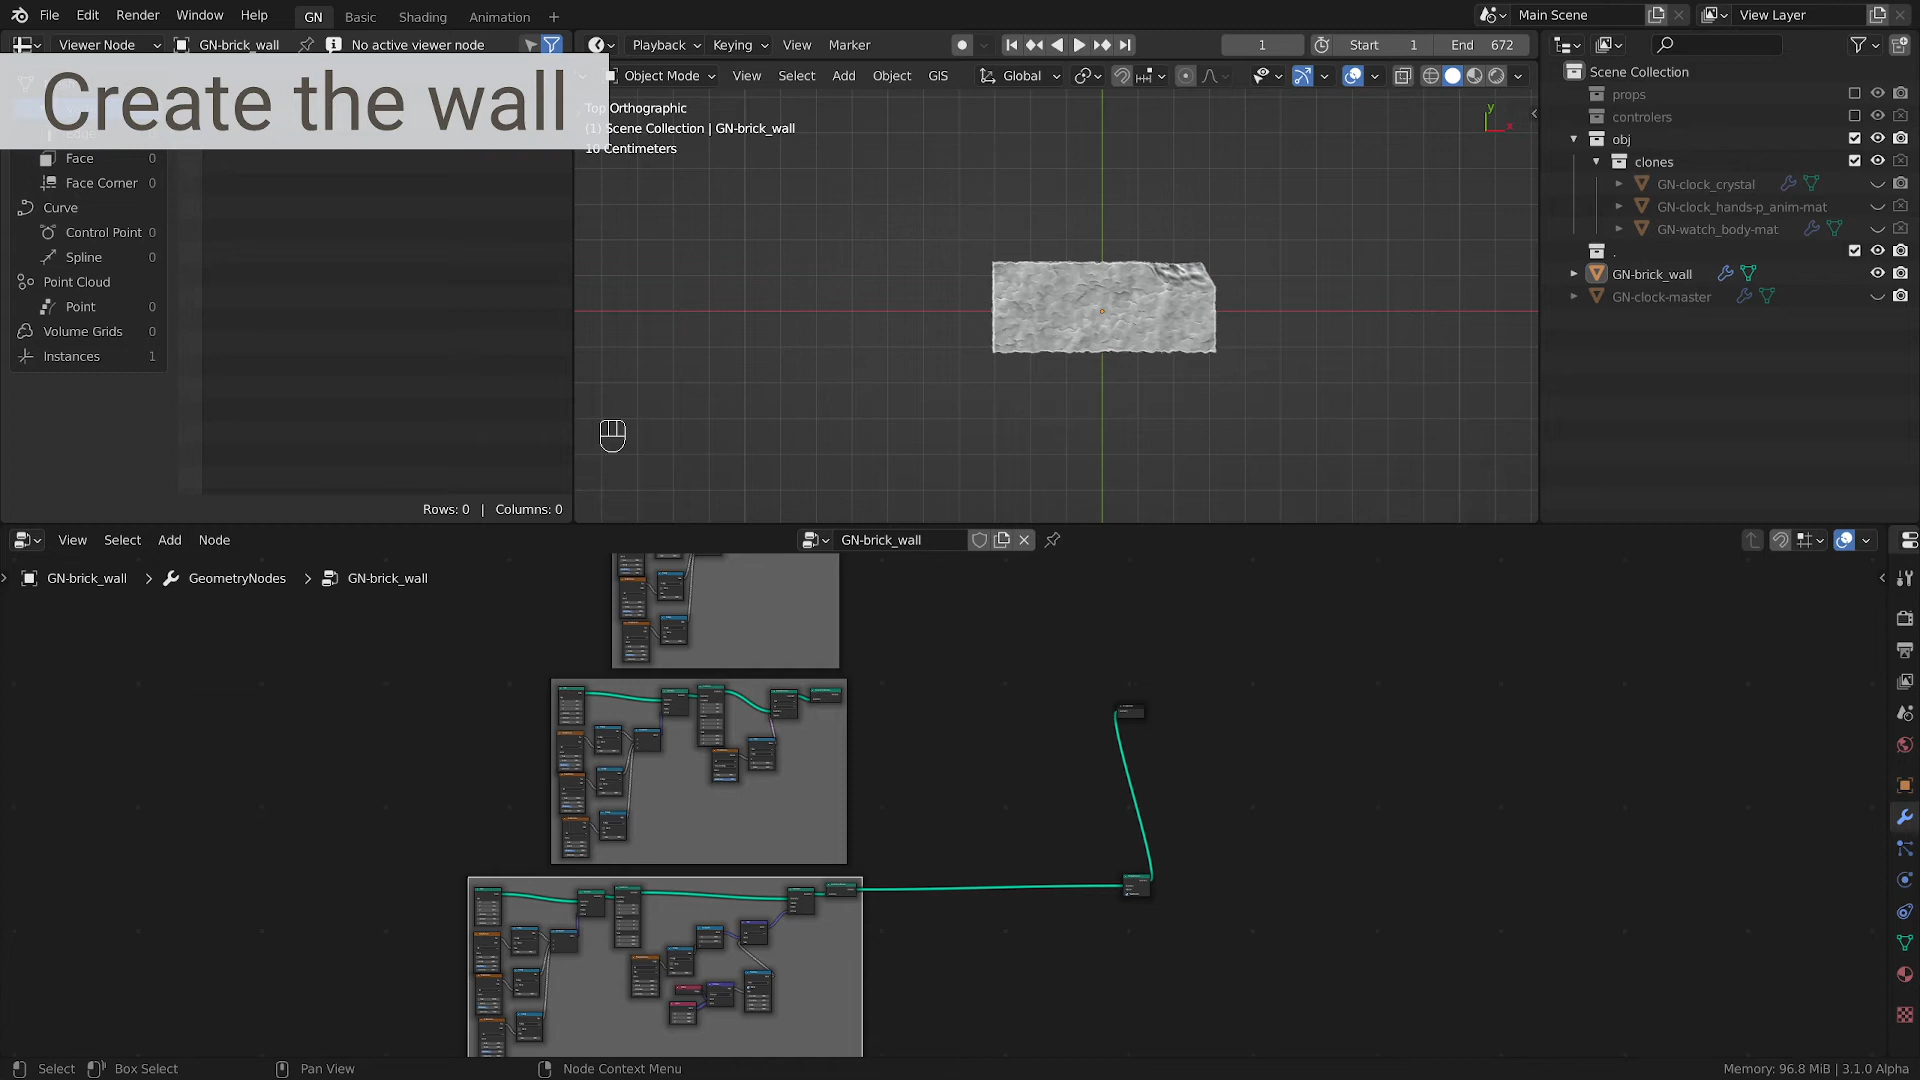 File Edit Render Window Help GN Basic Shading Animation + Main Scene View Layer
Viewer Node GN-brick_wall No active viewer node Playback Keying View Marker 1 Start 1 End 672
Create the wall
Object Mode View Select Add Object GIS Global
Scene Collection
Top Orthographic
(1) Scene Collection | GN-brick_wall
10 Centimeters
y
x
props
controlers
obj
clones
GN-clock_crystal
GN-clock_hands-p_anim-mat
GN-watch_body-mat
.
GN-brick_wall
GN-clock-master
Face 0
Face Corner 0
Curve
Control Point 0
Spline 0
Point Cloud
Point 0
Volume Grids 0
Instances 1
Rows: 0 | Columns: 0
View Select Add Node GN-brick_wall
GN-brick_wall > GeometryNodes > GN-brick_wall
Select Box Select Pan View Node Context Menu Memory: 96.8 MiB | 3.1.0 Alpha